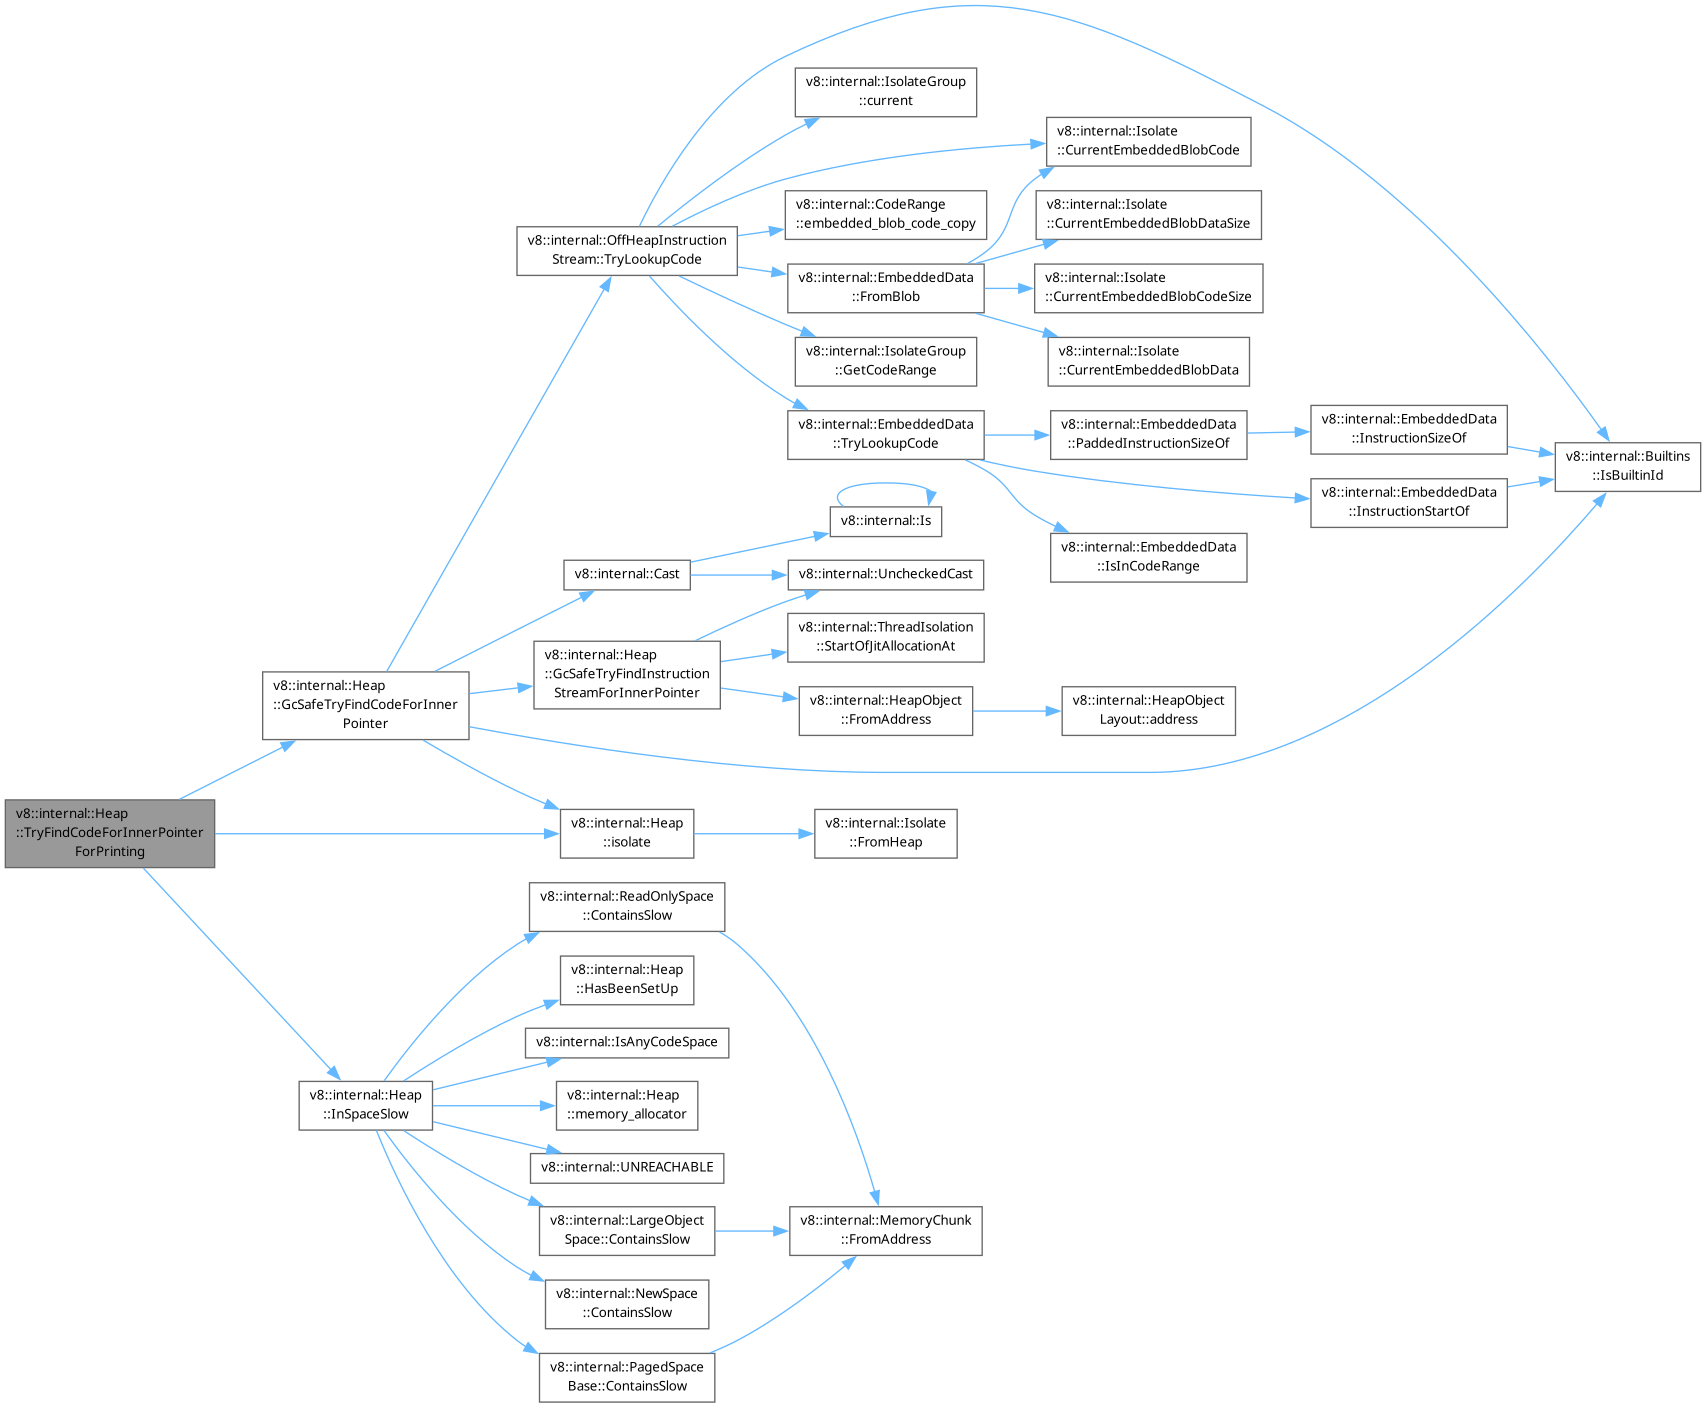 v8::internal::IsolateGroup
::current
v8::internal::Isolate
::CurrentEmbeddedBlobCode
v8::internal::CodeRange
::embedded_blob_code_copy
v8::internal::Isolate
::CurrentEmbeddedBlobDataSize
v8::internal::OffHeapInstruction
Stream::TryLookupCode
v8::internal::EmbeddedData
::FromBlob
v8::internal::Isolate
::CurrentEmbeddedBlobCodeSize
v8::internal::IsolateGroup
::GetCodeRange
v8::internal::Isolate
::CurrentEmbeddedBlobData
v8::internal::EmbeddedData
::TryLookupCode
v8::internal::EmbeddedData
::PaddedInstructionSizeOf
v8::internal::EmbeddedData
::InstructionSizeOf
v8::internal::Builtins
::IsBuiltinId
v8::internal::EmbeddedData
::InstructionStartOf
v8::internal::Is
v8::internal::EmbeddedData
::IsInCodeRange
v8::internal::Cast
v8::internal::UncheckedCast
v8::internal::ThreadIsolation
::StartOfJitAllocationAt
v8::internal::Heap
::GcSafeTryFindInstruction
StreamForInnerPointer
v8::internal::Heap
::GcSafeTryFindCodeForInner
Pointer
v8::internal::HeapObject
::FromAddress
v8::internal::HeapObject
Layout::address
v8::internal::Heap
::TryFindCodeForInnerPointer
ForPrinting
v8::internal::Heap
::isolate
v8::internal::Isolate
::FromHeap
v8::internal::ReadOnlySpace
::ContainsSlow
v8::internal::Heap
::HasBeenSetUp
v8::internal::IsAnyCodeSpace
v8::internal::Heap
::InSpaceSlow
v8::internal::Heap
::memory_allocator
v8::internal::UNREACHABLE
v8::internal::LargeObject
Space::ContainsSlow
v8::internal::MemoryChunk
::FromAddress
v8::internal::NewSpace
::ContainsSlow
v8::internal::PagedSpace
Base::ContainsSlow